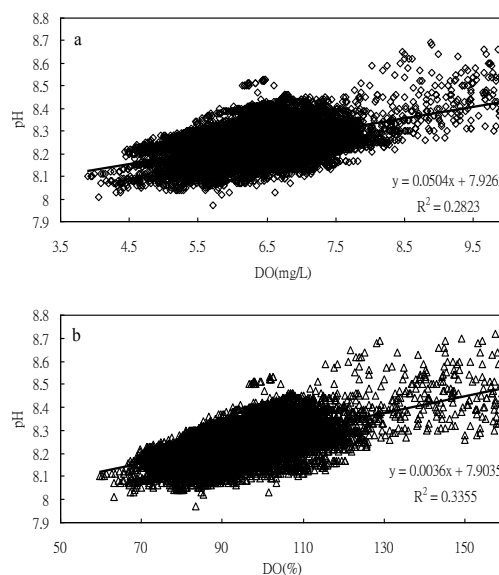 a
8.8
8.7
8.6
8.5
8.4
8.3
8.2
8.1
8
7.9
pH
y = 0.0504x + 7.926
R² = 0.2823
3.5 4.5 5.5 6.5 7.5 8.5 9.5
DO(mg/L)
b
8.8
8.7
8.6
8.5
8.4
8.3
8.2
8.1
8
7.9
pH
y = 0.0036x + 7.9035
R² = 0.3355
50 70 90 110 130 150
DO(%)